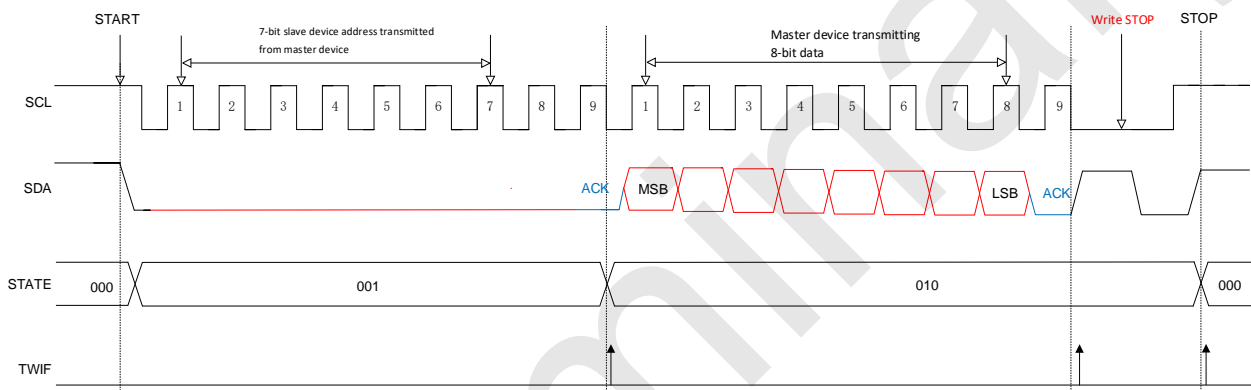 START
7-bit slave device address transmitted
from master device
Master device transmitting
8-bit data
Write STOP
STOP
SCL
1 2 3 4 5 6 7 8 9 1 2 3 4 5 6 7 8 9
SDA
ACK
MSB
LSB
ACK
STATE
000
001
010
000
TWIF